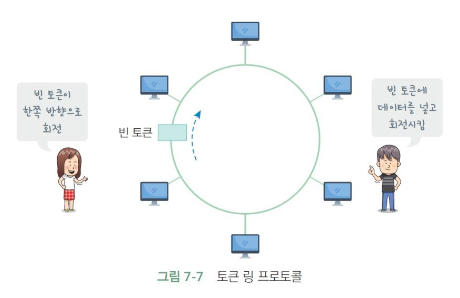 빈 토큰이
한쪽 방향으로
회전
빈 토큰
빈 토큰에
데이터를 넣고
회전시킴
그림 7-7 토큰 링 프로토콜